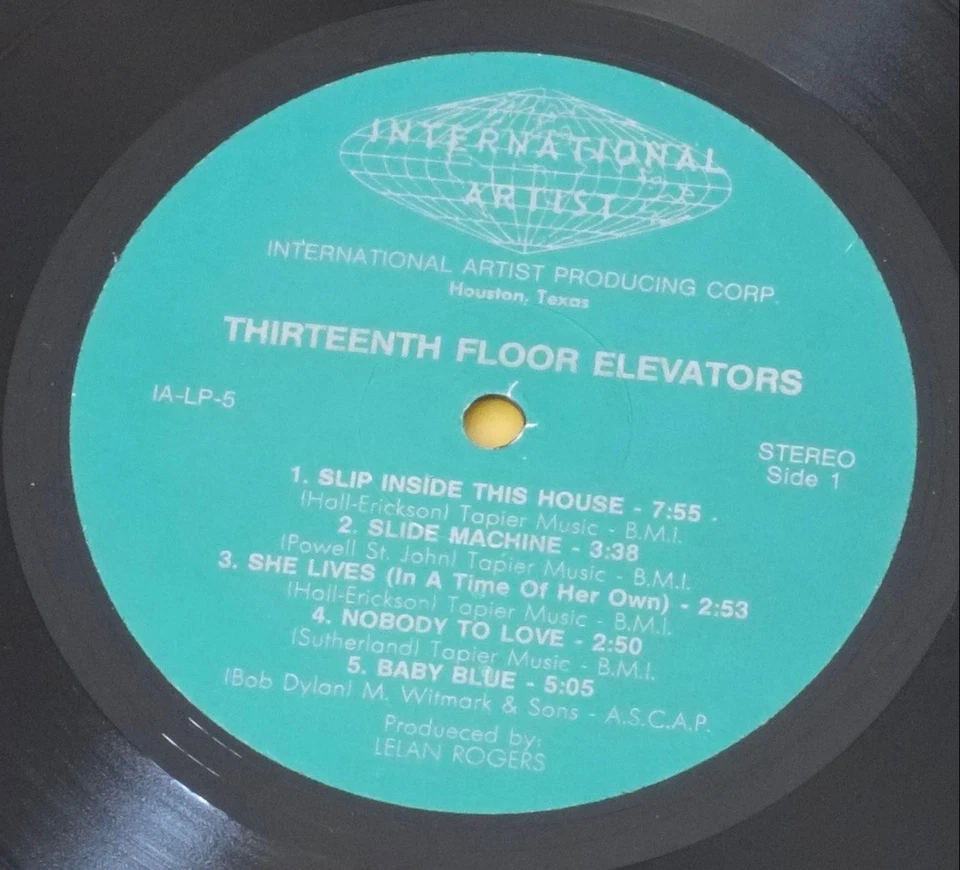 INTERNATIONAL
ARTIST
INTERNATIONAL ARTIST PRODUCING CORP.
Houston, Texas
THIRTEENTH FLOOR ELEVATORS
IA-LP-5
STEREO
Side 1
1. SLIP INSIDE THIS HOUSE - 7:55
(Hall-Erickson) Tapier Music - B.M.I.
2. SLIDE MACHINE - 3:38
(Powell St. John) Tapier Music - B.M.I.
3. SHE LIVES (In A Time Of Her Own) - 2:53
(Hall-Erickson) Tapier Music - B.M.I.
4. NOBODY TO LOVE - 2:50
(Sutherland) Tapier Music - B.M.I.
5. BABY BLUE - 5:05
(Bob Dylan) M. Witmark & Sons - A.S.C.A.P.
Produeced by:
LELAN ROGERS